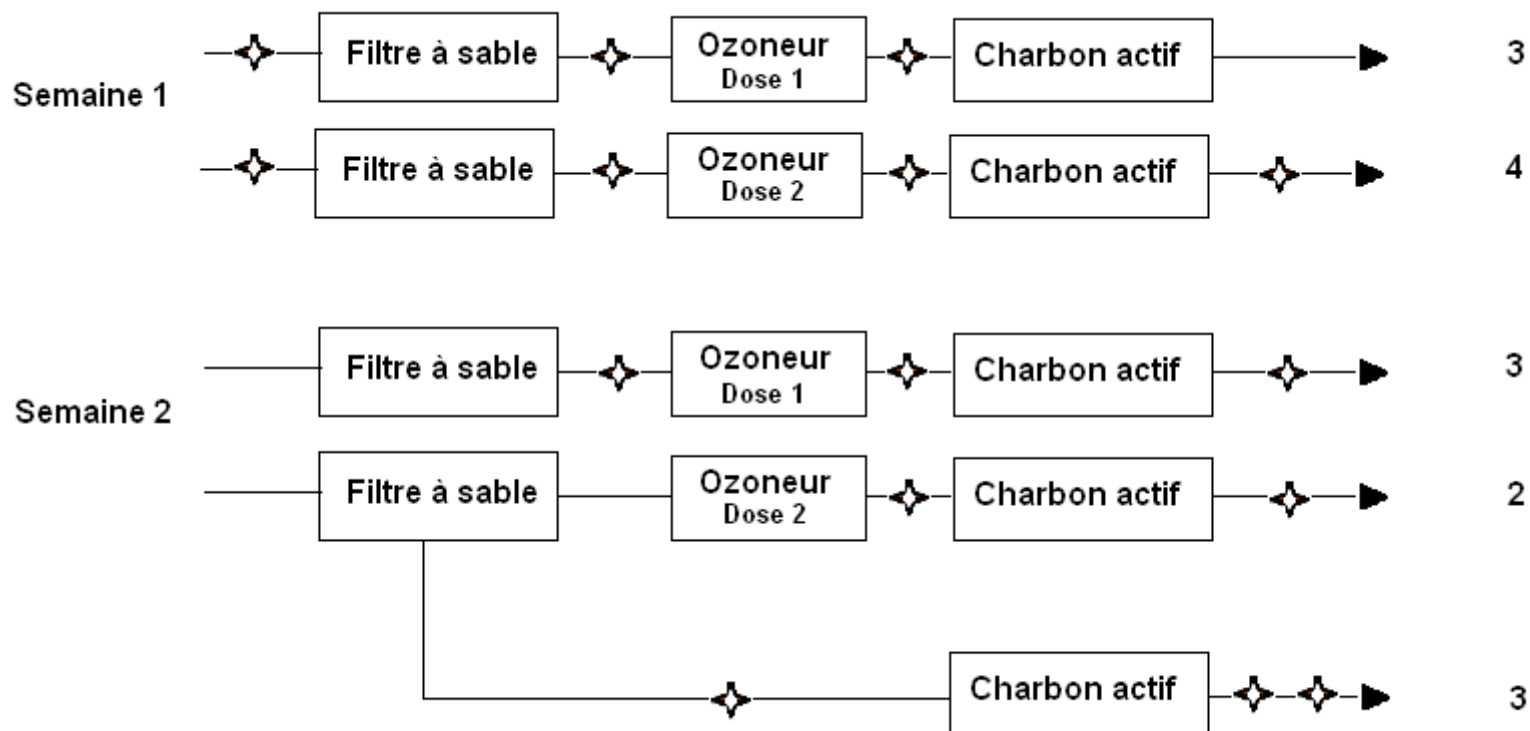 Filtre à sable
Ozoneur
Dose 1
Charbon actif
3
Semaine 1
Filtre à sable
Ozoneur
Dose 2
Charbon actif
4
Filtre à sable
Ozoneur
Dose 1
Charbon actif
3
Semaine 2
Filtre à sable
Ozoneur
Dose 2
Charbon actif
2
Charbon actif
3